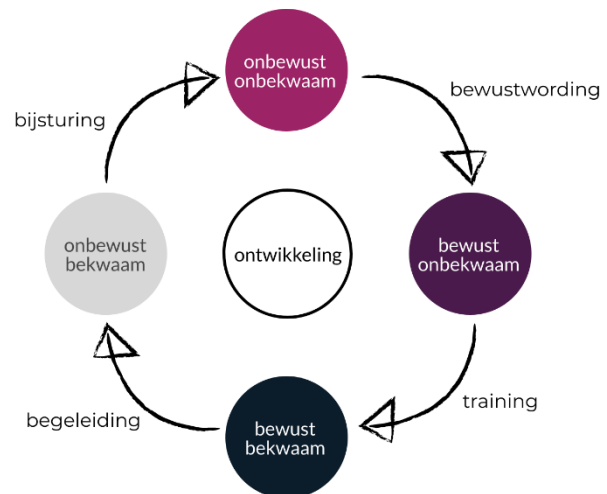 onbewust
onbekwaam
bewustwording
bewust
onbekwaam
training
bewust
bekwaam
begeleiding
onbewust
bekwaam
bijsturing
ontwikkeling